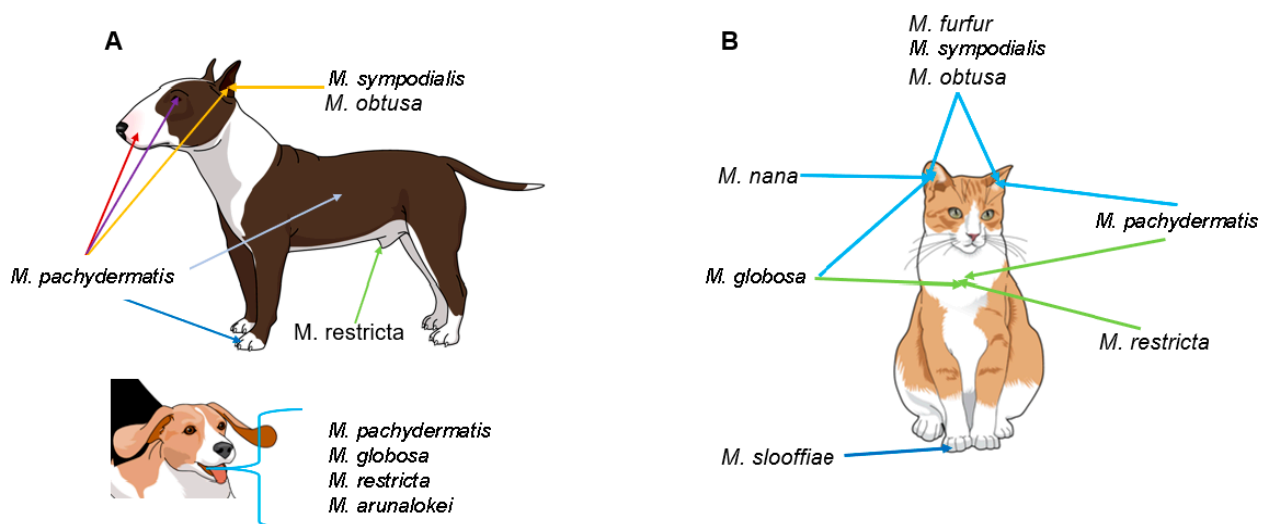 A
M. sympodialis
M. obtusa
M. pachydermatis
M. restricta
M. pachydermatis
M. globosa
M. restricta
M. arunalokei
B
M. furfur
M. sympodialis
M. obtusa
M. nana
M. pachydermatis
M. globosa
M. restricta
M. slooffiae